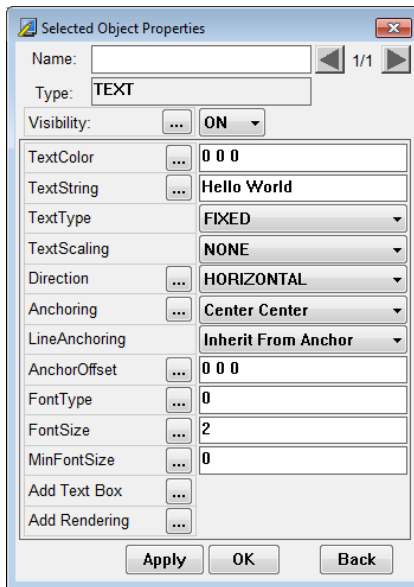 Selected Object Properties
Name: 1/1
Type: TEXT
Visibility: ... ON
TextColor ... 0 0 0
TextString ... Hello World
TextType FIXED
TextScaling NONE
Direction ... HORIZONTAL
Anchoring ... Center Center
LineAnchoring Inherit From Anchor
AnchorOffset ... 0 0 0
FontType ... 0
FontSize ... 2
MinFontSize ... 0
Add Text Box ...
Add Rendering ...
Apply OK Back